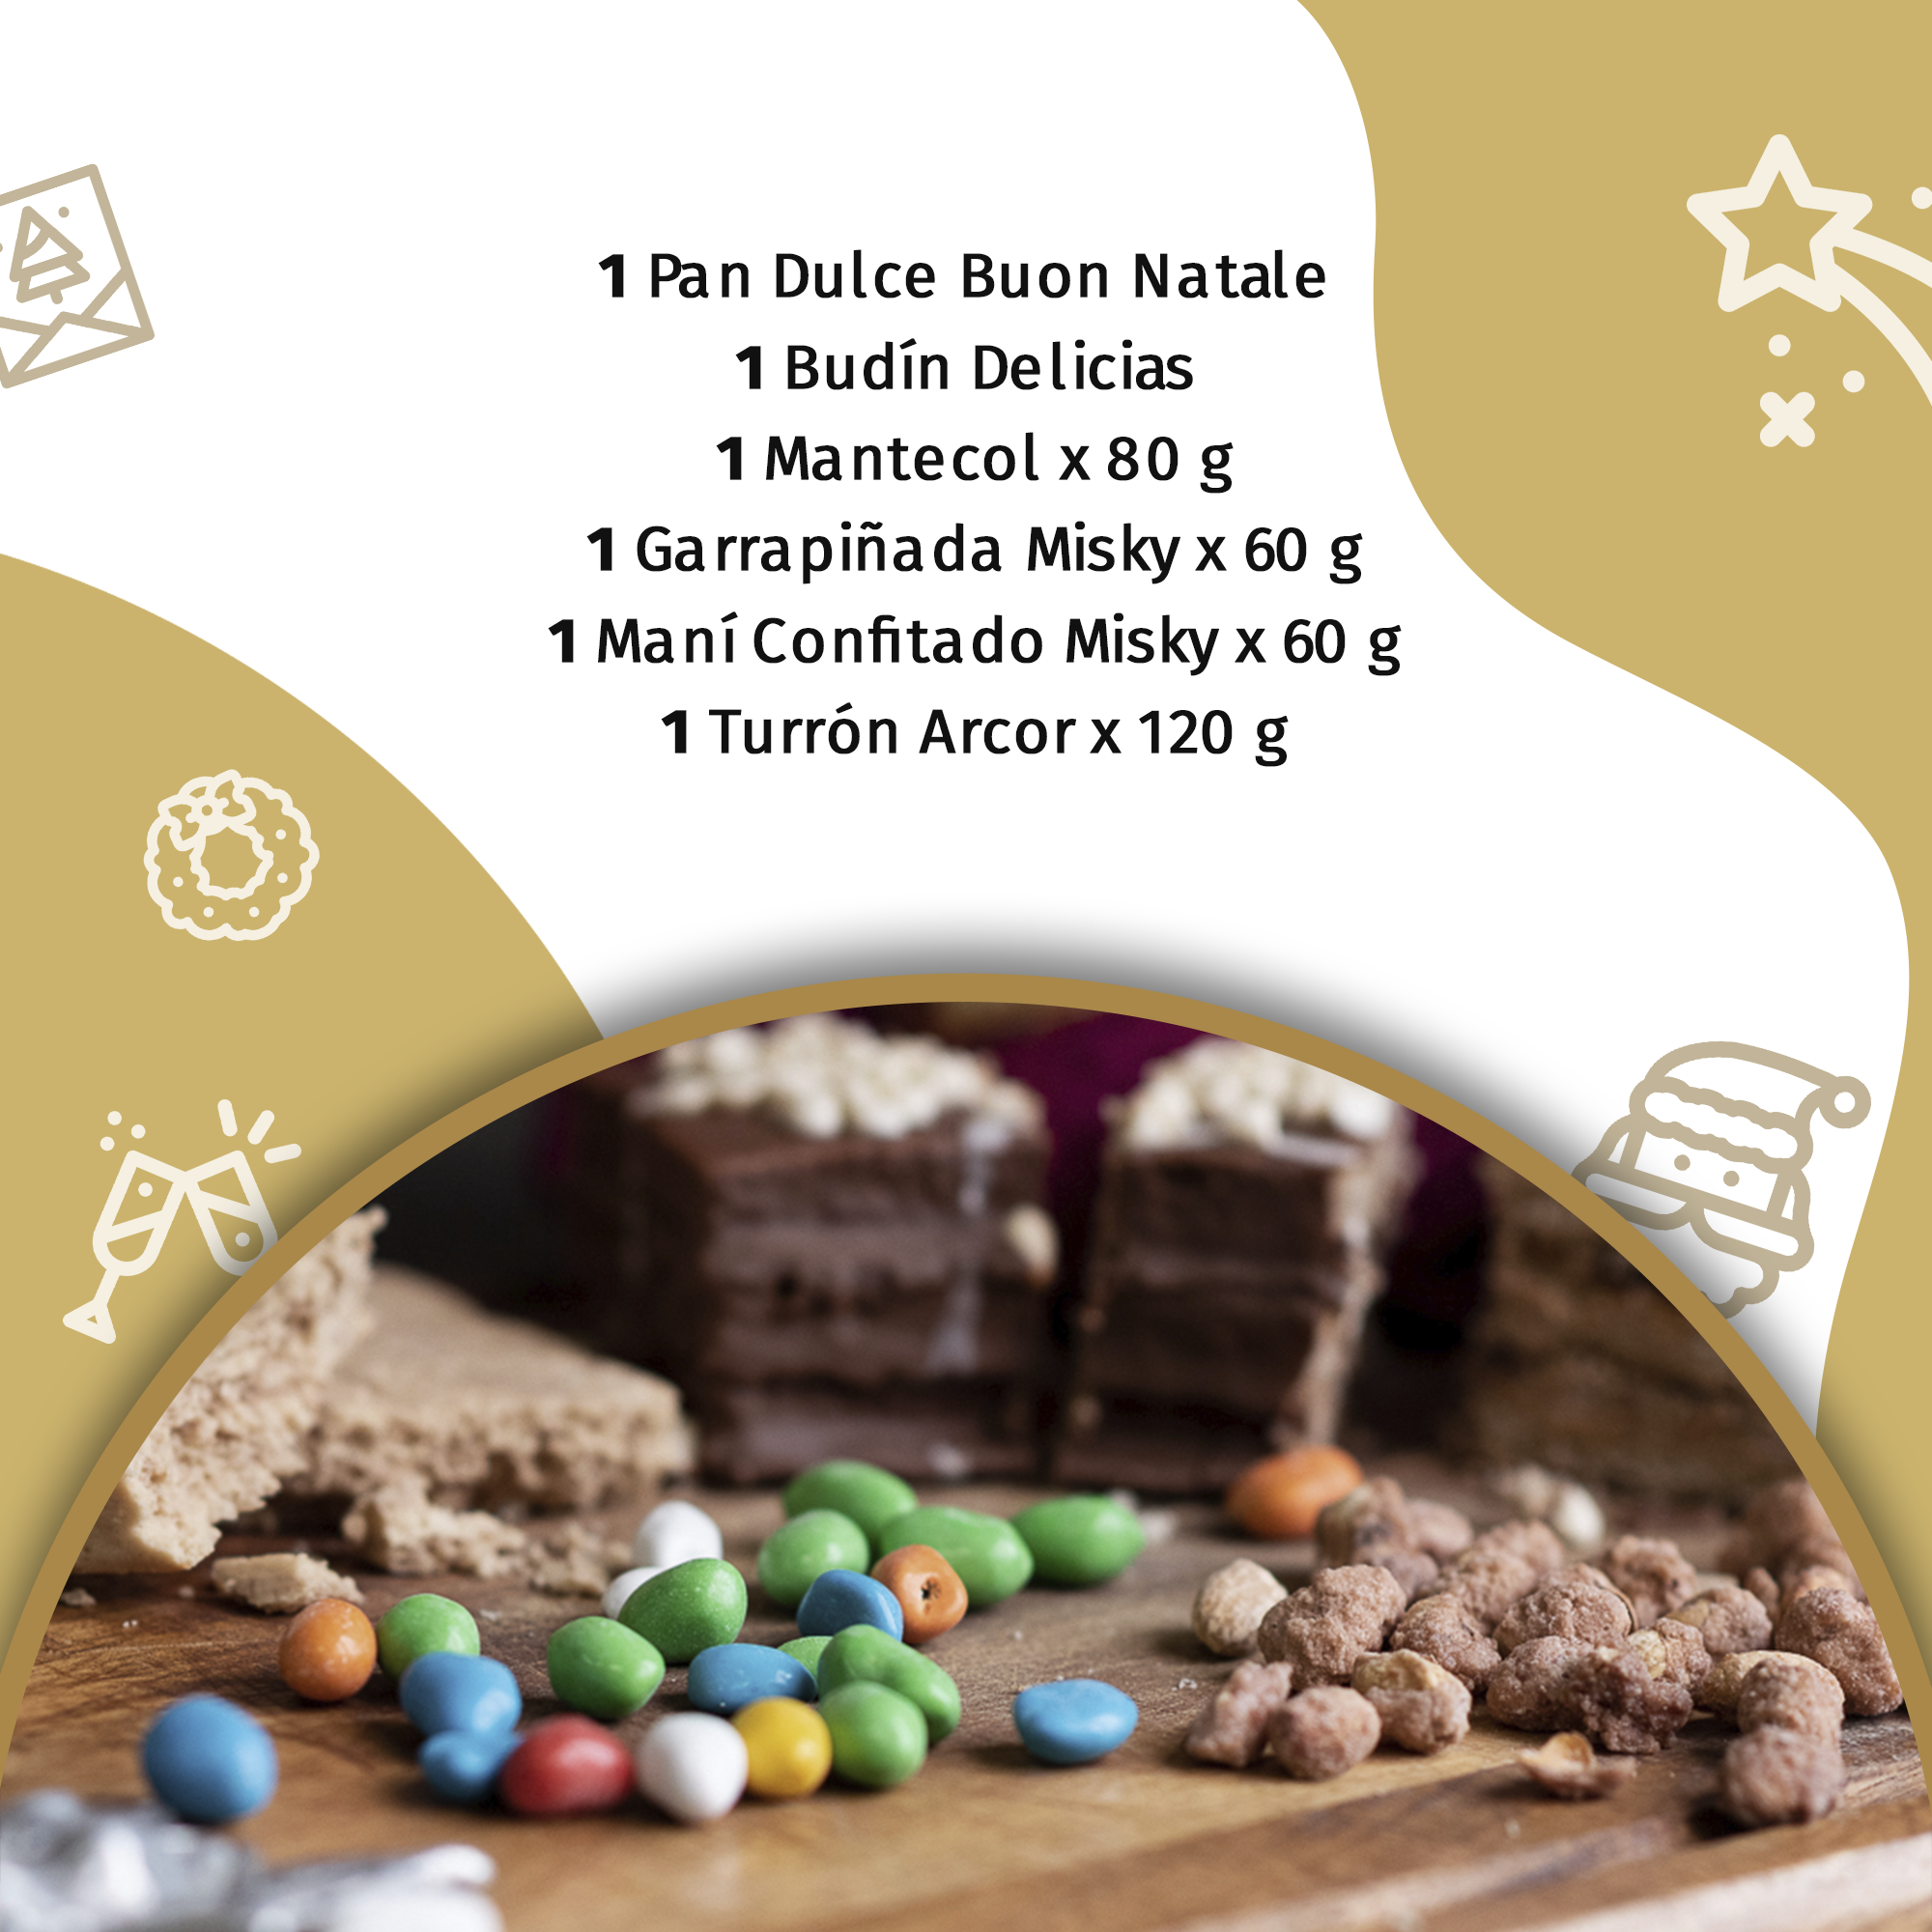 1 Pan Dulce Buon Natale
1 Budín Delicias
1 Mantecol x 80 g
1 Garrapiñada Misky x 60 g
1 Maní Confitado Misky x 60 g
1 Turrón Arcor x 120 g